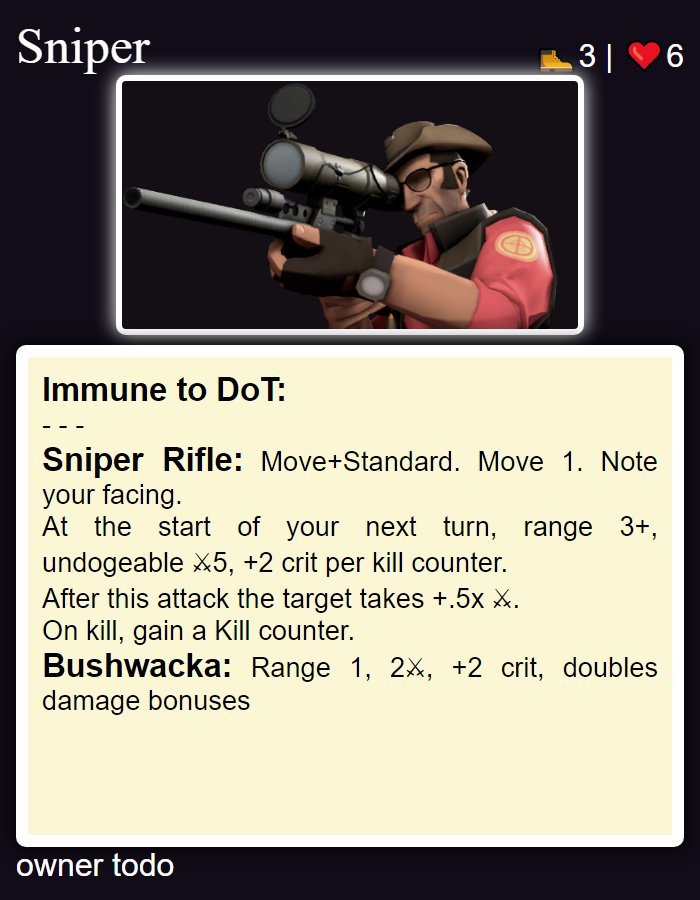 Sniper
🥾3 | ❤️6
Immune to DoT:
- - -
Sniper Rifle: Move+Standard. Move 1. Note
your facing.
At the start of your next turn, range 3+,
undogeable ⚔5, +2 crit per kill counter.
After this attack the target takes +.5x ⚔.
On kill, gain a Kill counter.
Bushwacka: Range 1, 2⚔, +2 crit, doubles
damage bonuses
owner todo